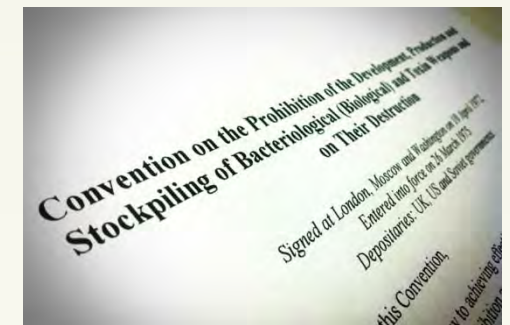 Convention on the Prohibition of the Development, Production and
Stockpiling of Bacteriological (Biological) and Toxin Weapons and
on Their Destruction
Signed at London, Moscow and Washington on 10 April 1972.
Entered into force on 26 March 1975
Depositaries: UK, US and Soviet governments
this Convention,
to achieving